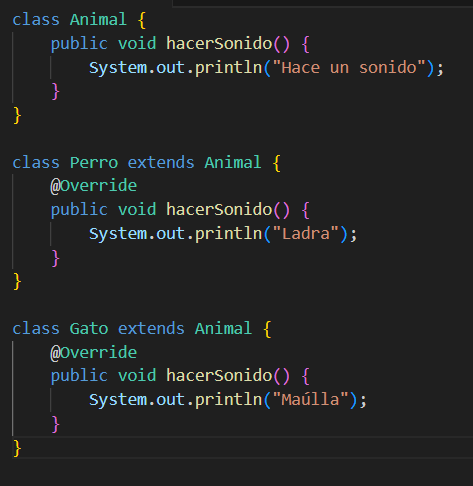 class Animal {
    public void hacerSonido() {
        System.out.println("Hace un sonido");
    }
}

class Perro extends Animal {
    @Override
    public void hacerSonido() {
        System.out.println("Ladra");
    }
}

class Gato extends Animal {
    @Override
    public void hacerSonido() {
        System.out.println("Maúlla");
    }
}